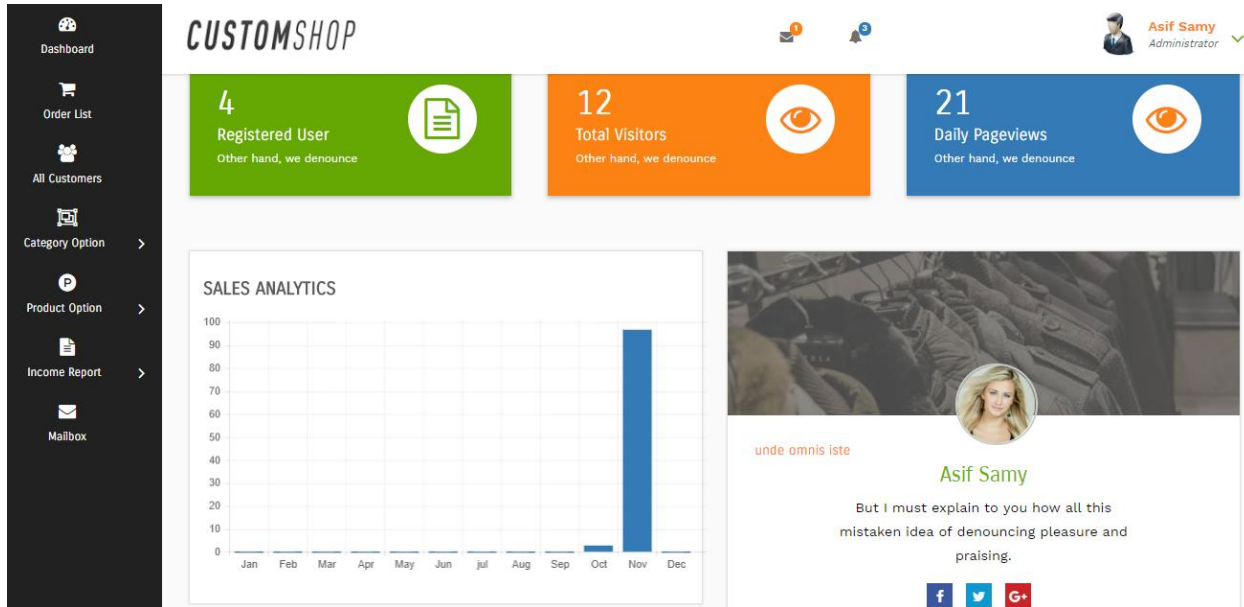 Dashboard
Order List
All Customers
Category Option
Product Option
P
Income Report
Mailbox
CUSTOMSHOP
1
3
Asif Samy
Administrator
4
Registered User
Other hand, we denounce
12
Total Visitors
Other hand, we denounce
21
Daily Pageviews
Other hand, we denounce
SALES ANALYTICS
100
90
80
70
60
50
40
30
20
10
0
Jan Feb Mar Apr May Jun jul Aug Sep Oct Nov Dec
unde omnis iste
Asif Samy
But I must explain to you how all this
mistaken idea of denouncing pleasure and
praising.
f
G+